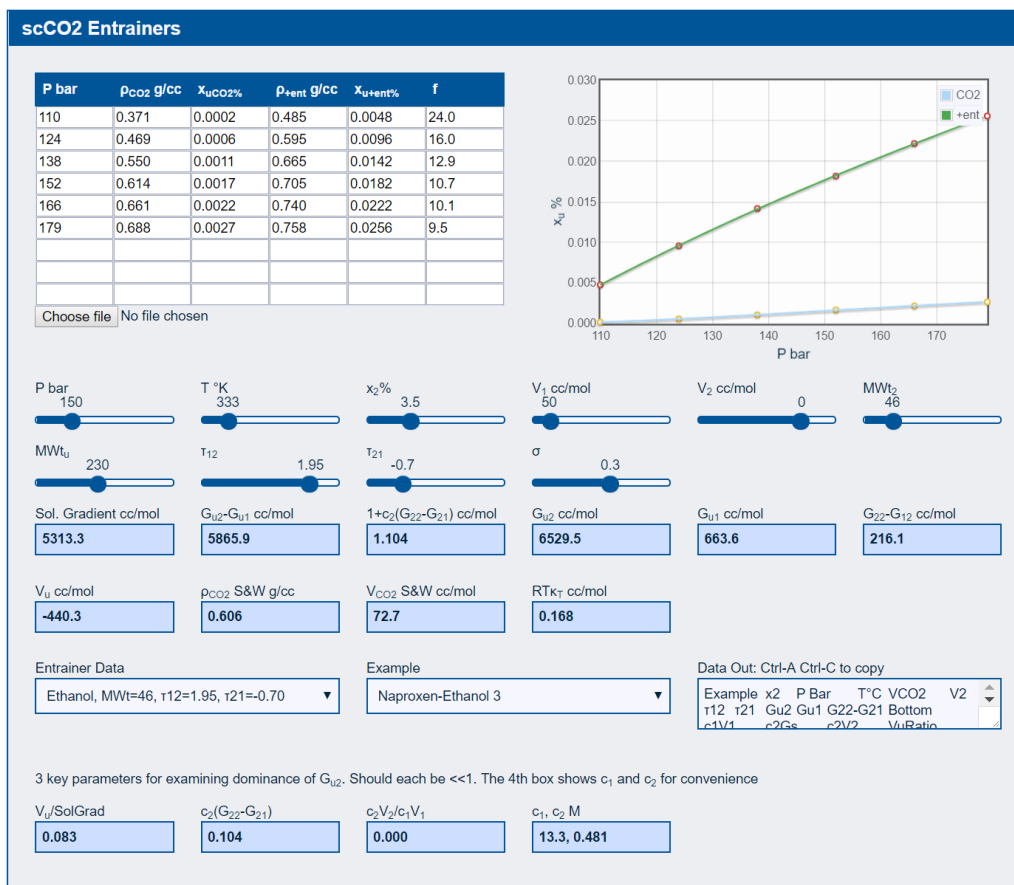 scCO2 Entrainers
P bar ρCO2 g/cc xuCO2% ρ+ent g/cc xu+ent% f
110 0.371 0.0002 0.485 0.0048 24.0
124 0.469 0.0006 0.595 0.0096 16.0
138 0.550 0.0011 0.665 0.0142 12.9
152 0.614 0.0017 0.705 0.0182 10.7
166 0.661 0.0022 0.740 0.0222 10.1
179 0.688 0.0027 0.758 0.0256 9.5
Choose file No file chosen
0.030
0.025
0.020
0.015
0.010
0.005
0.000
xu %
CO2
+ent
110 120 130 140 150 160 170
P bar
P bar T °K x2% V1 cc/mol V2 cc/mol MWt2
150 333 3.5 50 0 46
MWtu τ12 τ21 σ
230 1.95 -0.7 0.3
Sol. Gradient cc/mol Gu2-Gu1 cc/mol 1+c2(G22-G21) cc/mol Gu2 cc/mol Gu1 cc/mol G22-G12 cc/mol
5313.3 5865.9 1.104 6529.5 663.6 216.1
Vu cc/mol ρCO2 S&W g/cc VCO2 S&W cc/mol RTκT cc/mol
-440.3 0.606 72.7 0.168
Entrainer Data Example Data Out: Ctrl-A Ctrl-C to copy
Ethanol, MWt=46, τ12=1.95, τ21=-0.70 Naproxen-Ethanol 3
Example x2 P Bar T°C VCO2 V2
τ12 τ21 Gu2 Gu1 G22-G21 Bottom
c1V1 c2Gs c2V2 VuRatio
3 key parameters for examining dominance of Gu2. Should each be <<1. The 4th box shows c1 and c2 for convenience
Vu/SolGrad c2(G22-G21) c2V2/c1V1 c1, c2 M
0.083 0.104 0.000 13.3, 0.481